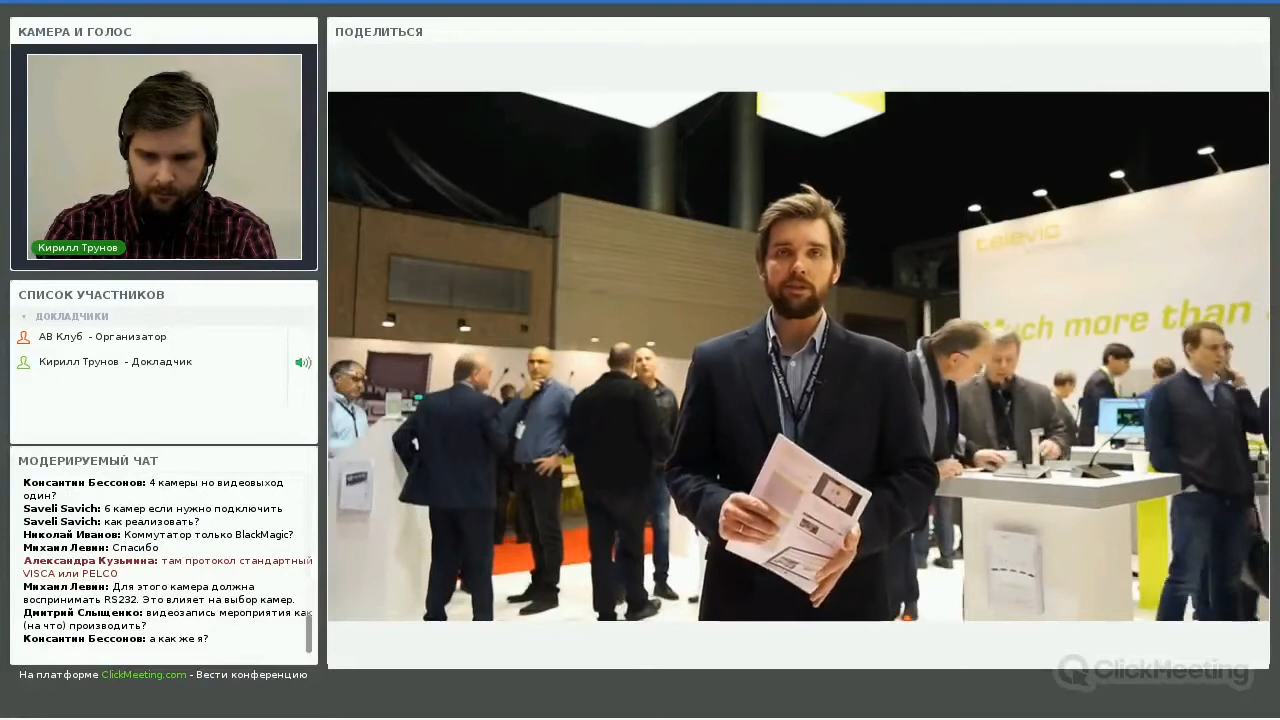 КАМЕРА И ГОЛОС
Кирилл Трунов
СПИСОК УЧАСТНИКОВ
ДОКЛАДЧИКИ
АВ Клуб - Организатор
Кирилл Трунов - Докладчик
МОДЕРИРУЕМЫЙ ЧАТ
Консантин Бессонов: 4 камеры но видеовыход
один?
Saveli Savich: 6 камер если нужно подключить
Saveli Savich: как реализовать?
Николай Иванов: Коммутатор только BlackMagic?
Михаил Левин: Спасибо
Александра Кузьмина: там протокол стандартный
VISCA или PELCO
Михаил Левин: Для этого камера должна
воспринимать RS232. Это влияет на выбор камер.
Дмитрий Слыщенко: видеозапись мероприятия как
(на что) производить?
Консантин Бессонов: а как же я?
На платформе ClickMeeting.com - Вести конференцию
ПОДЕЛИТЬСЯ
televic
Much more than
ClickMeeting